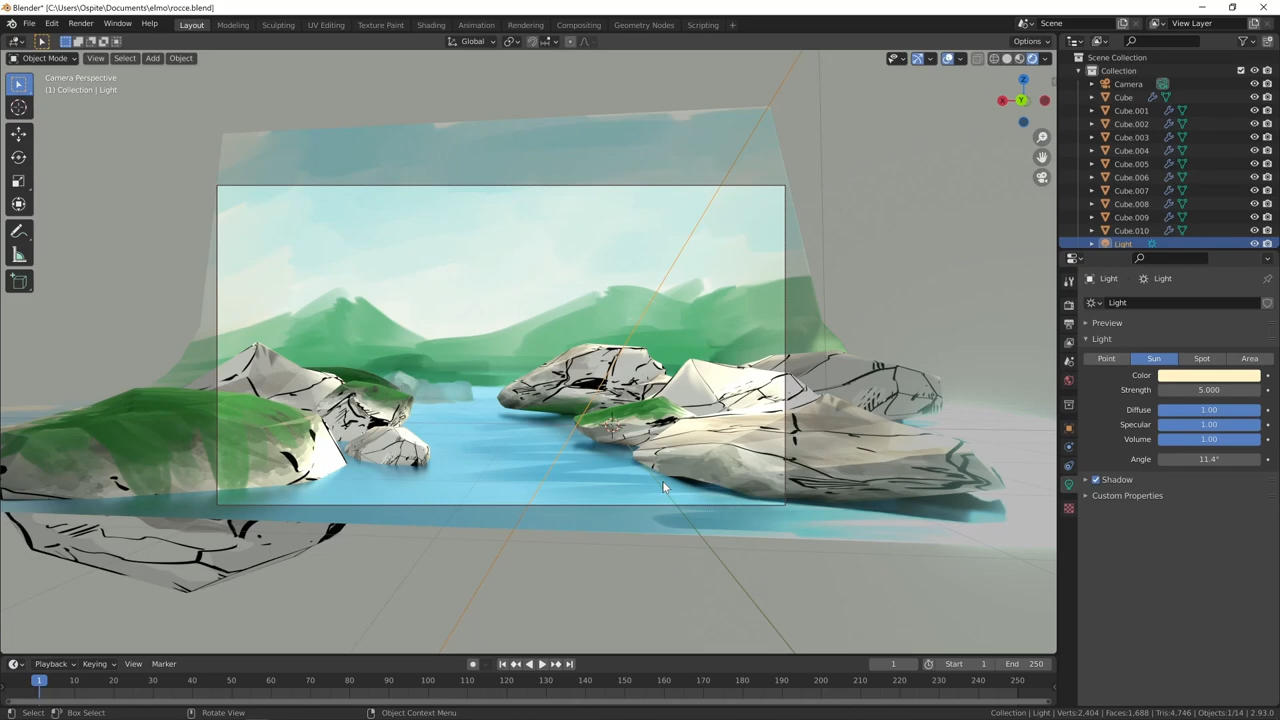 Blender* [C:\Users\Ospite\Documents\elmo\rocce.blend]
File Edit Render Window Help Layout Modeling Sculpting UV Editing Texture Paint Shading Animation Rendering Compositing Geometry Nodes Scripting + Scene View Layer
Global Options
Object Mode View Select Add Object
Camera Perspective
(1) Collection | Light
Z
X
Y
Scene Collection
Collection
Camera
Cube
Cube.001
Cube.002
Cube.003
Cube.004
Cube.005
Cube.006
Cube.007
Cube.008
Cube.009
Cube.010
Light
Light Light
Light
Preview
Light
Point Sun Spot Area
Color
Strength 5.000
Diffuse 1.00
Specular 1.00
Volume 1.00
Angle 11.4°
Shadow
Custom Properties
Playback Keying View Marker 1 Start 1 End 250
1 10 20 30 40 50 60 70 80 90 100 110 120 130 140 150 160 170 180 190 200 210 220 230 240 250
Select Box Select Rotate View Object Context Menu Collection | Light | Verts:2,404 | Faces:1,688 | Tris:4,746 | Objects:1/14 | 2.93.0